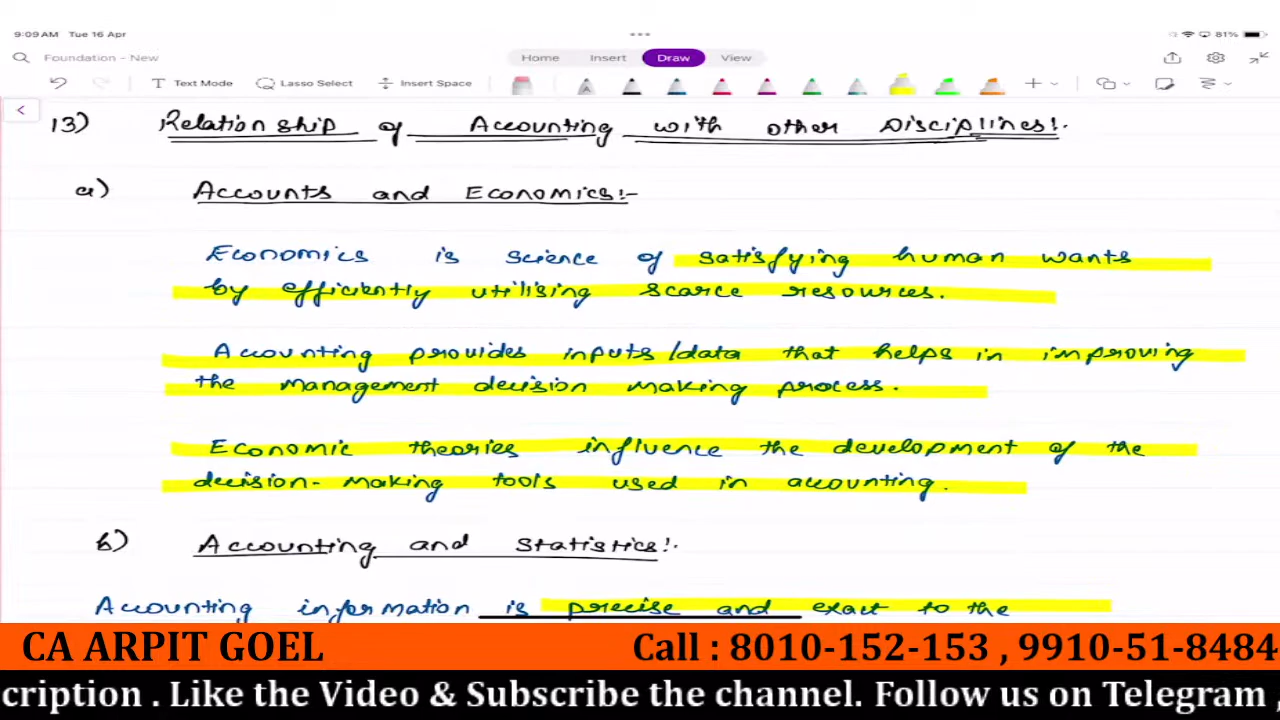 9:09 AM Tue 16 Apr
81%
Foundation - New
Home Insert Draw View
Text Mode Lasso Select Insert Space
13) Relationship of Accounting with other Disciplines:-
a) Accounts and Economics:-
Economics is science of satisfying human wants
by efficiently utilising scarce resources.
Accounting provides inputs/data that helps in improving
the management decision making process.
Economic theories influence the development of the
decision-making tools used in accounting.
b) Accounting and Statistics:-
Accounting information is precise and exact to the
CA ARPIT GOEL Call : 8010-152-153 , 9910-51-8484
cription . Like the Video & Subscribe the channel. Follow us on Telegram ,